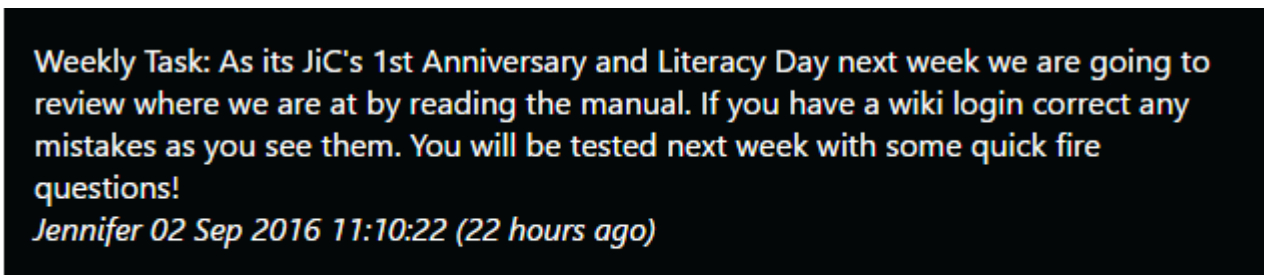 Weekly Task: As its JiC's 1st Anniversary and Literacy Day next week we are going to
review where we are at by reading the manual. If you have a wiki login correct any
mistakes as you see them. You will be tested next week with some quick fire
questions!
Jennifer 02 Sep 2016 11:10:22 (22 hours ago)